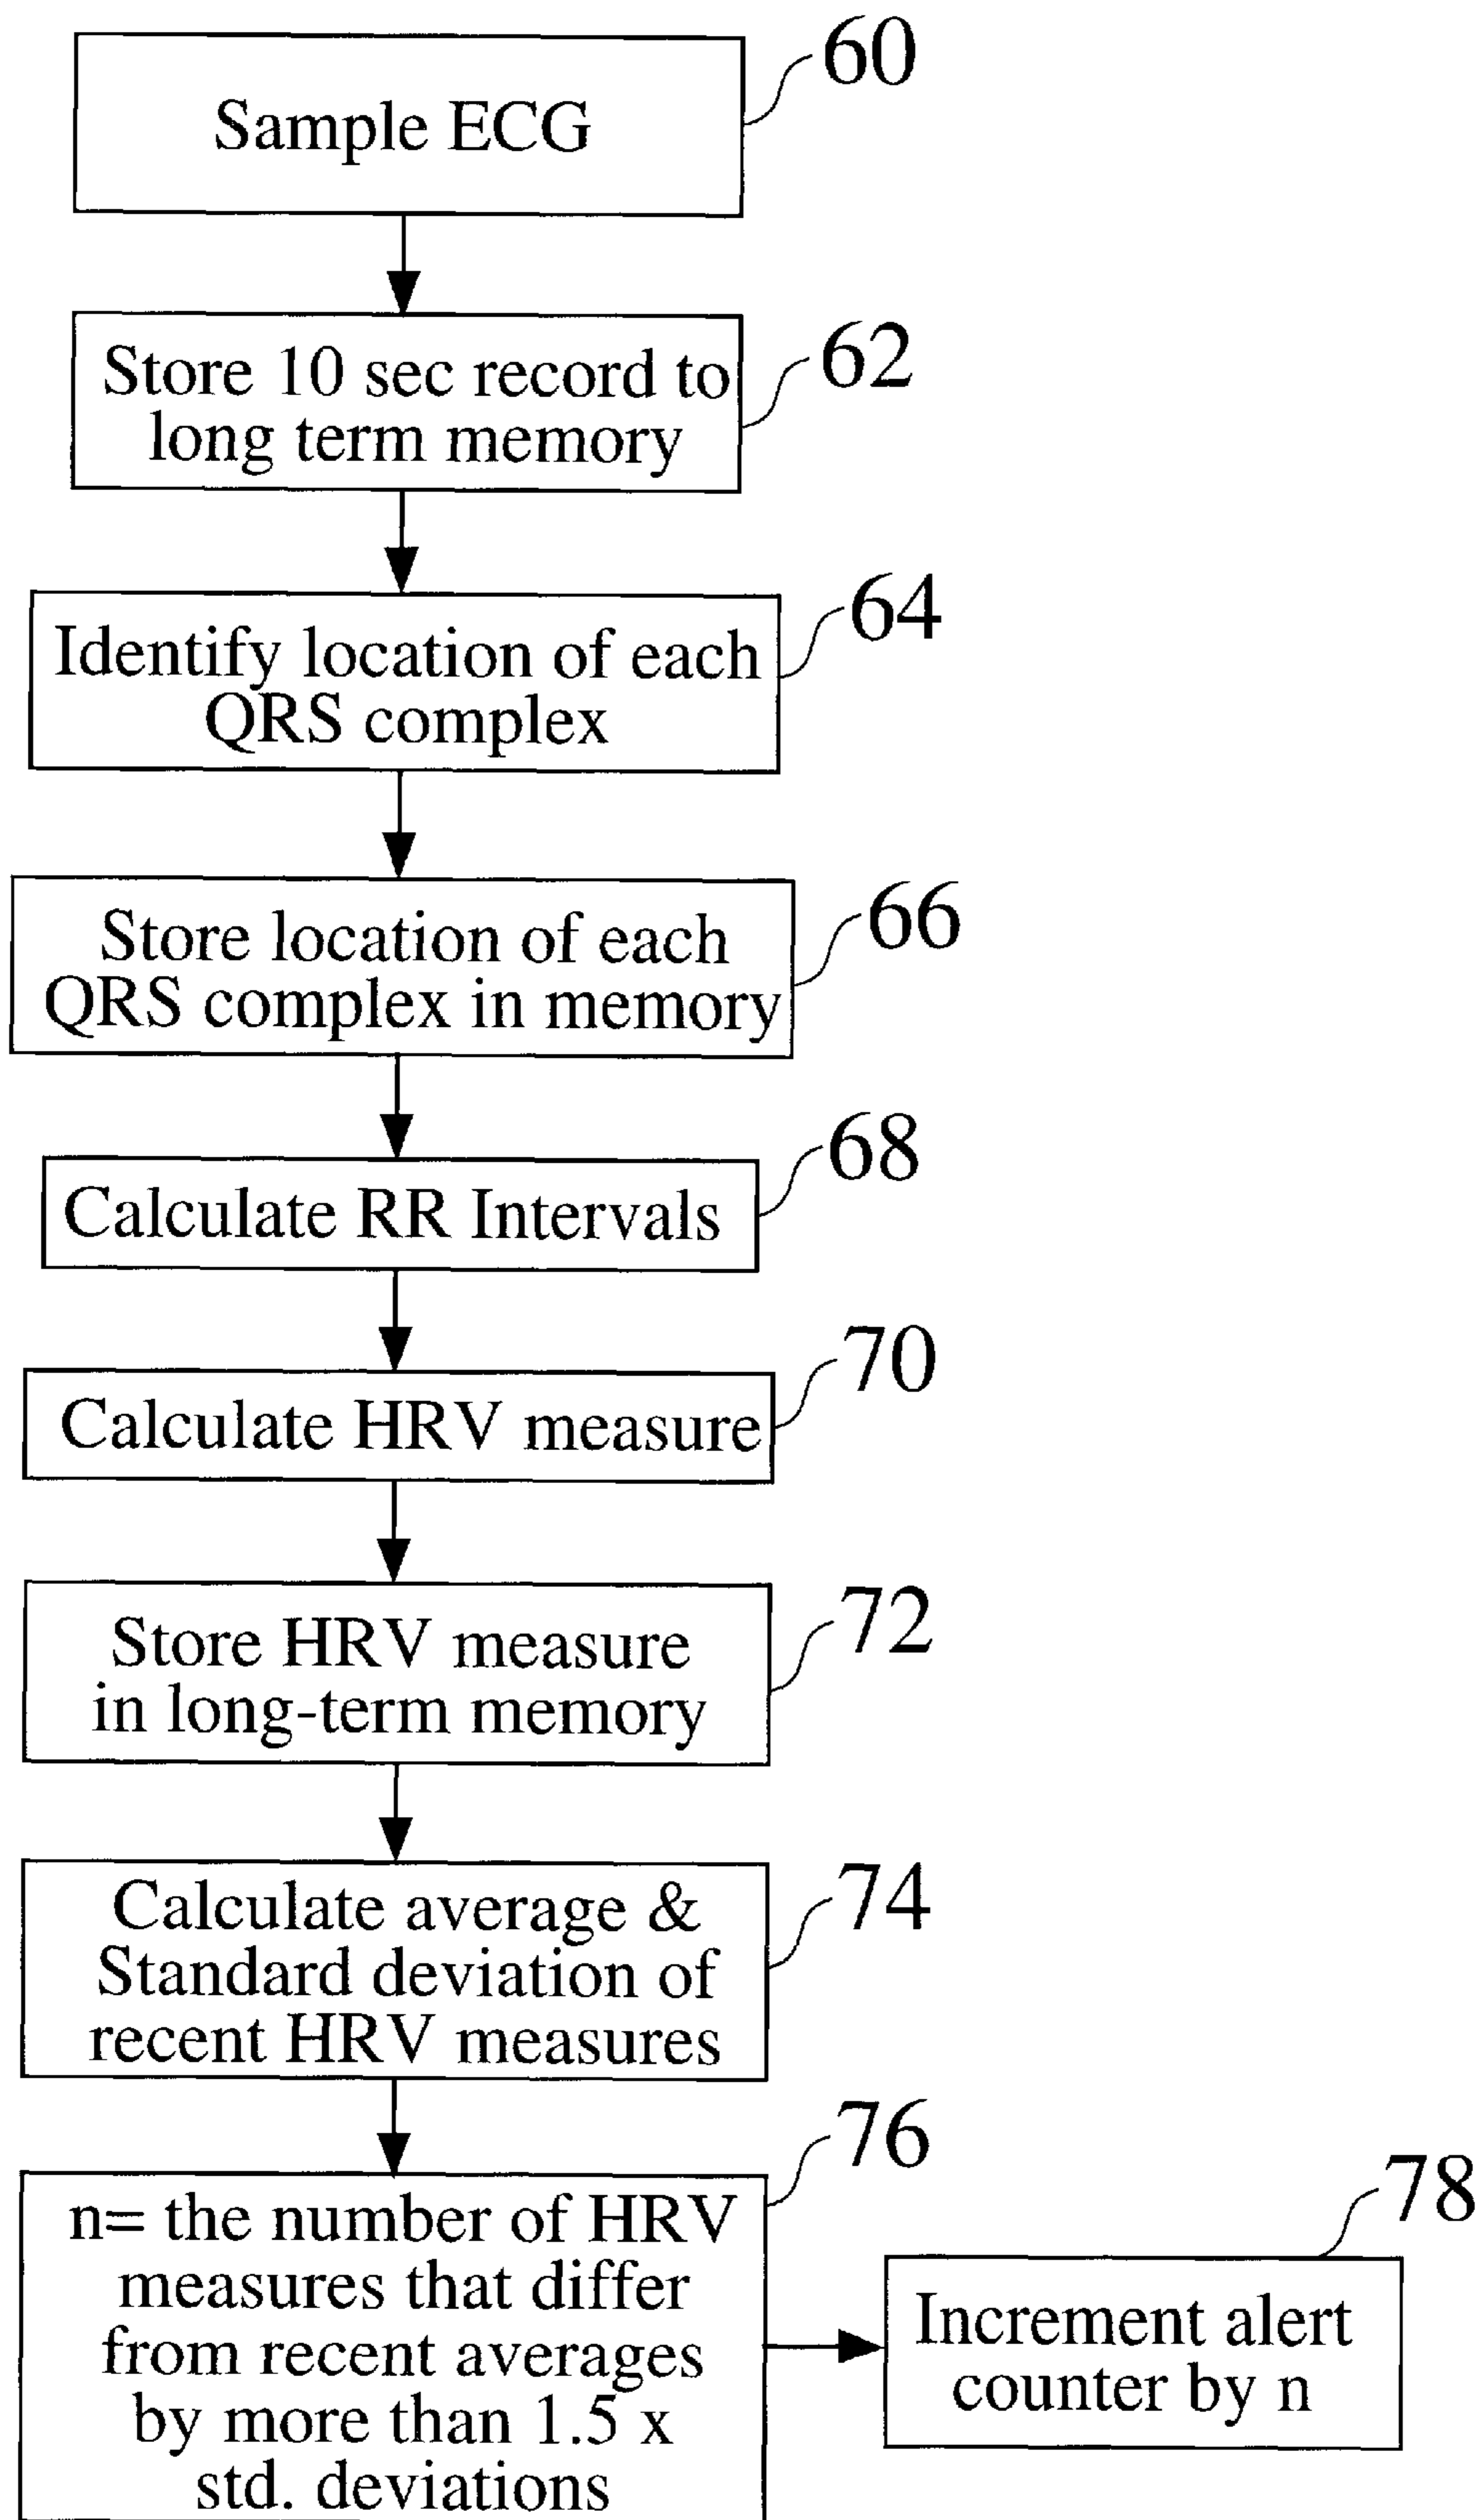 60
Sample ECG
62
Store 10 sec record to
long term memory
64
Identify location of each
QRS complex
66
Store location of each
QRS complex in memory
68
Calculate RR Intervals
70
Calculate HRV measure
72
Store HRV measure
in long-term memory
74
Calculate average &
Standard deviation of
recent HRV measures
76
n= the number of HRV
measures that differ
from recent averages
by more than 1.5 x
std. deviations
78
Increment alert
counter by n